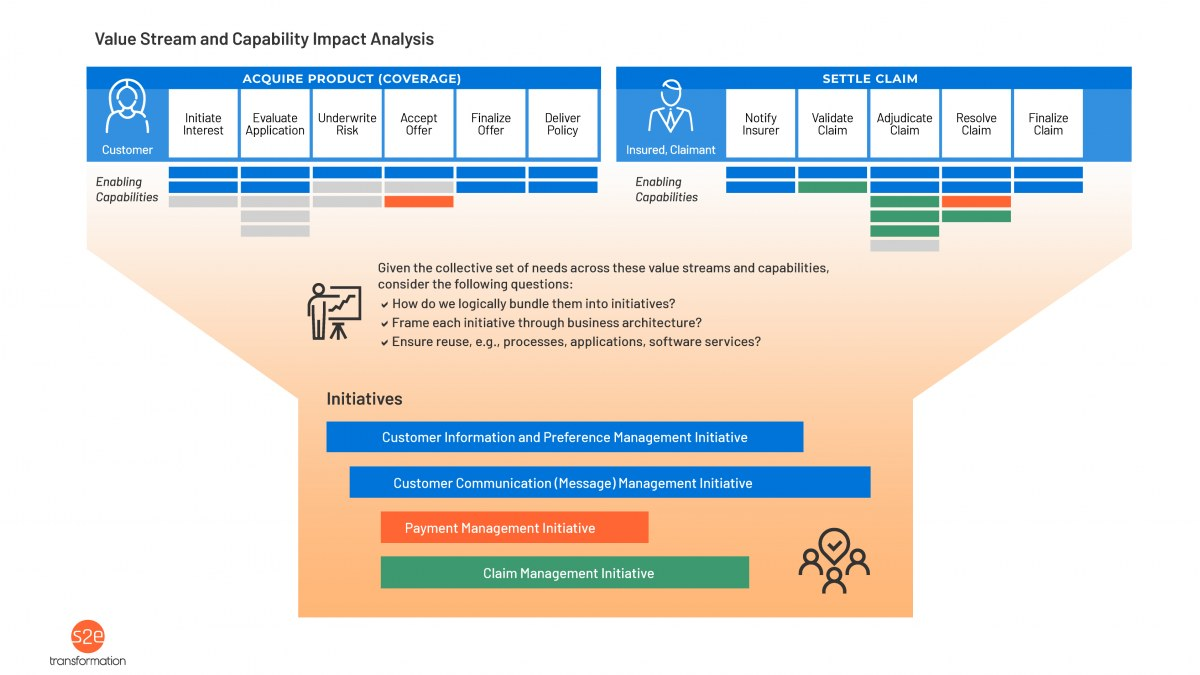 Value Stream and Capability Impact Analysis
ACQUIRE PRODUCT (COVERAGE)
Customer
Initiate
Interest
Evaluate
Application
Underwrite
Risk
Accept
Offer
Finalize
Offer
Deliver
Policy
Enabling
Capabilities
SETTLE CLAIM
Insured, Claimant
Notify
Insurer
Validate
Claim
Adjudicate
Claim
Resolve
Claim
Finalize
Claim
Enabling
Capabilities
Given the collective set of needs across these value streams and capabilities,
consider the following questions:
✓ How do we logically bundle them into initiatives?
✓ Frame each initiative through business architecture?
✓ Ensure reuse, e.g., processes, applications, software services?
Initiatives
Customer Information and Preference Management Initiative
Customer Communication (Message) Management Initiative
Payment Management Initiative
Claim Management Initiative
s2e
transformation